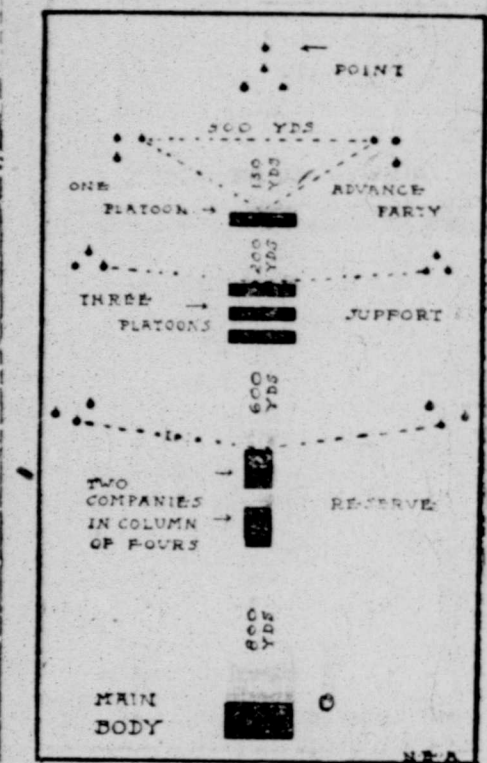 POINT
300 YDS
150 YDS
ONE
PLATOON
ADVANCE
PARTY
200 YDS
THREE
PLATOONS
SUPPORT
600 YDS
TWO
COMPANIES
IN COLUMN
OF FOURS
RESERVE
800 YDS
MAIN
BODY
N.E.A